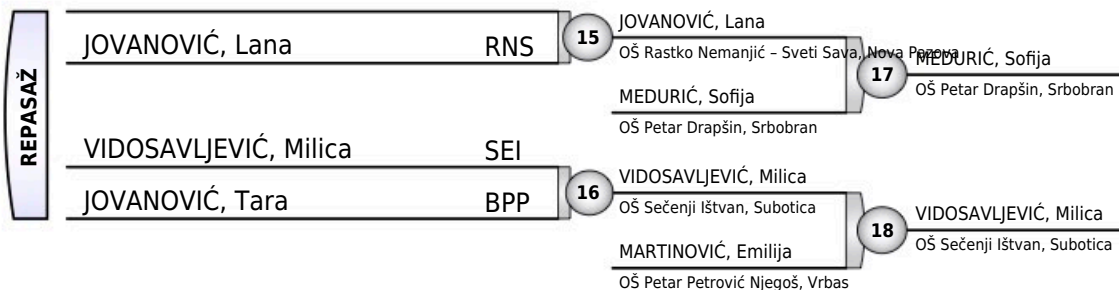 REPASAŽ
JOVANOVIĆ, Lana RNS
VIDOSAVLJEVIĆ, Milica SEI
JOVANOVIĆ, Tara BPP
15
JOVANOVIĆ, Lana
OŠ Rastko Nemanjić – Sveti Sava, Nova Pazova
MEDURIĆ, Sofija
OŠ Petar Drapšin, Srbobran
16
VIDOSAVLJEVIĆ, Milica
OŠ Sečenji Ištvan, Subotica
MARTINOVIĆ, Emilija
OŠ Petar Petrović Njegoš, Vrbas
17
MEDURIĆ, Sofija
OŠ Petar Drapšin, Srbobran
18
VIDOSAVLJEVIĆ, Milica
OŠ Sečenji Ištvan, Subotica